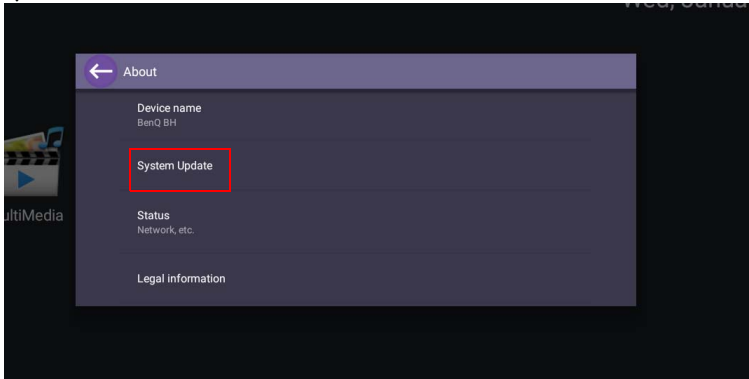 About
Device name
BenQ BH
System Update
ultiMedia
Status
Network, etc.
Legal information